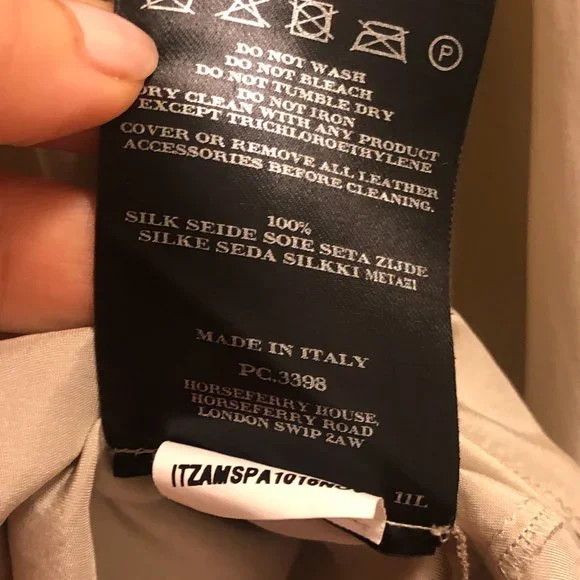 P
DO NOT WASH
DO NOT BLEACH
DO NOT TUMBLE DRY
DO NOT IRON
DRY CLEAN WITH ANY PRODUCT
EXCEPT TRICHLOROETHYLENE
COVER OR REMOVE ALL LEATHER
ACCESSORIES BEFORE CLEANING.
100%
SILK SEIDE SOIE SETA ZIJDE
SILKE SEDA SILKKI ΜΕΤΑΞΙ
MADE IN ITALY
PC.3398
HORSEFERRY HOUSE,
HORSEFERRY ROAD
LONDON SW1P 2AW
11L